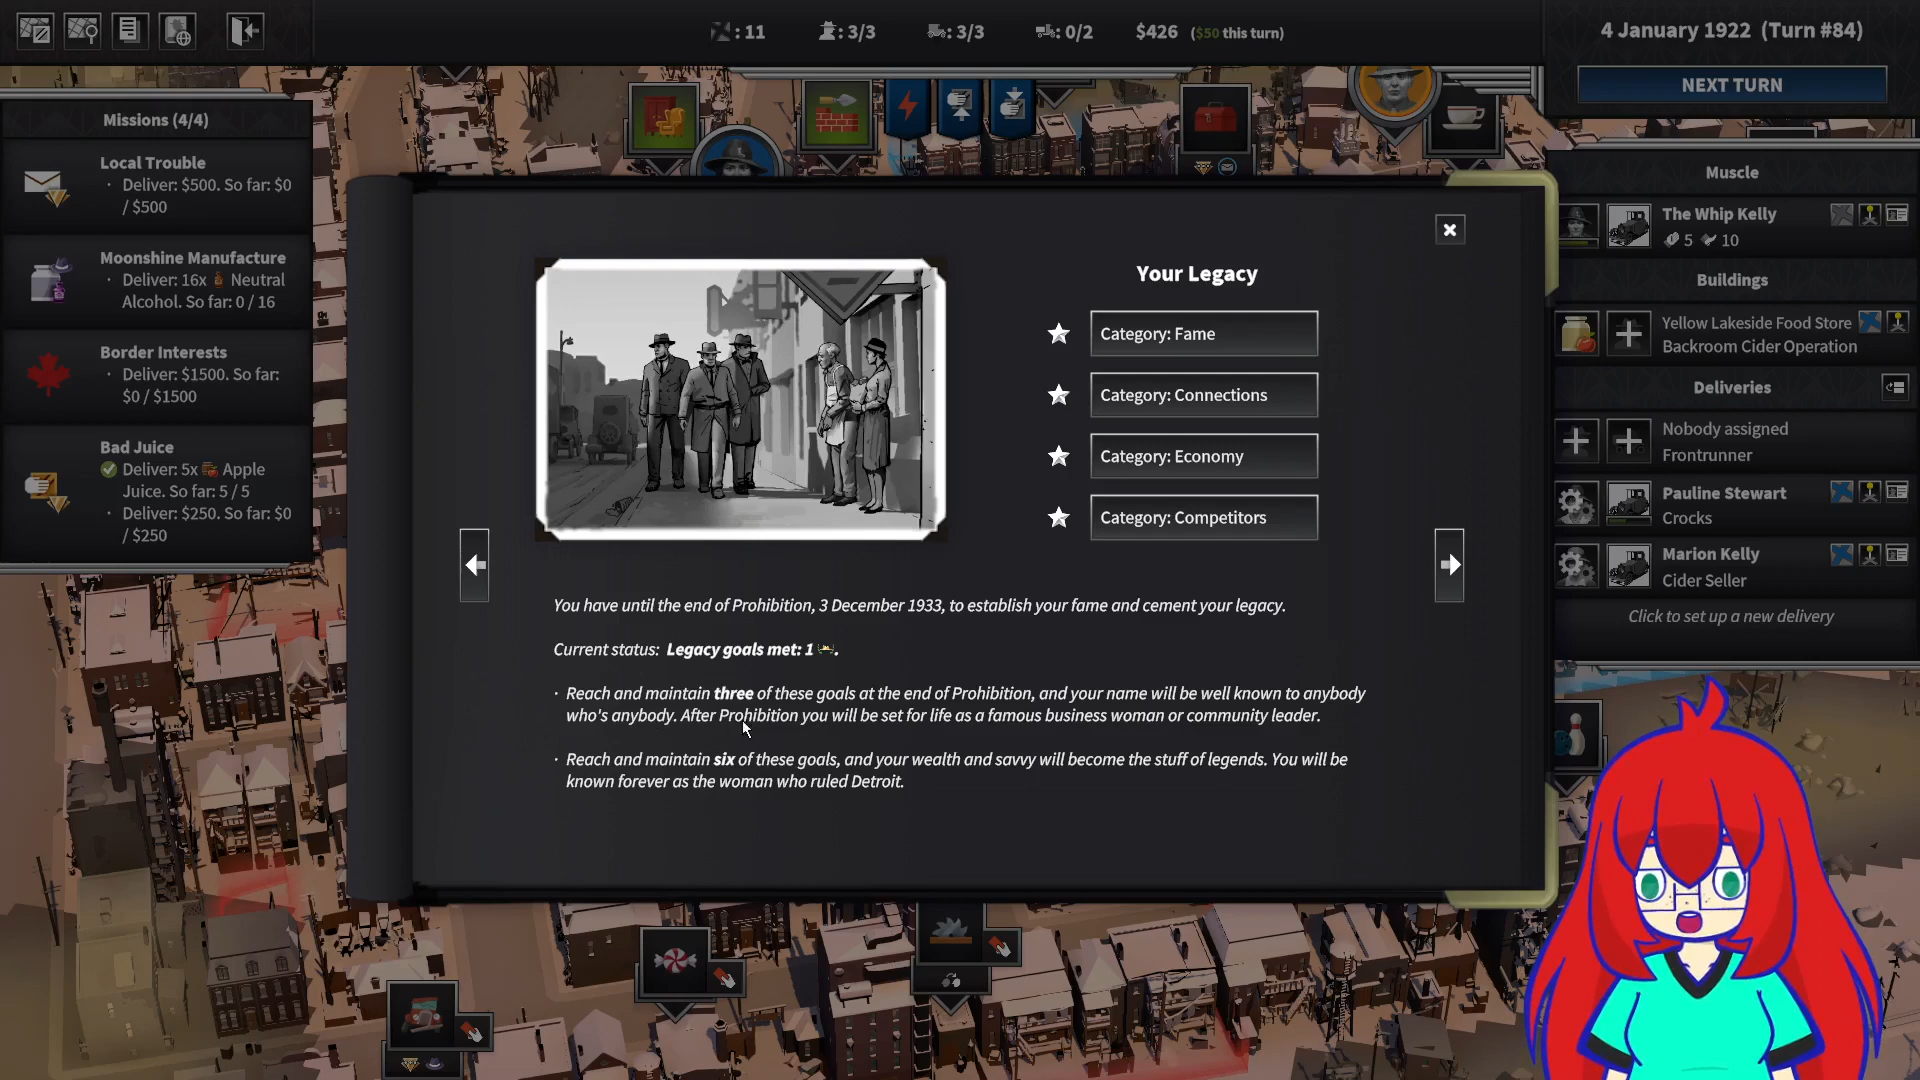 : 11
: 3/3
: 3/3
: 0/2
$426 ($50 this turn)
4 January 1922 (Turn #84)
NEXT TURN
Missions (4/4)
Local Trouble
· Deliver: $500. So far: $0
/ $500
Moonshine Manufacture
· Deliver: 16x Neutral
Alcohol. So far: 0 / 16
Border Interests
· Deliver: $1500. So far:
$0 / $1500
Bad Juice
Deliver: 5x Apple
Juice. So far: 5 / 5
· Deliver: $250. So far: $0
/ $250
Your Legacy
Category: Fame
Category: Connections
Category: Economy
Category: Competitors
You have until the end of Prohibition, 3 December 1933, to establish your fame and cement your legacy.
Current status: Legacy goals met: 1 .
· Reach and maintain three of these goals at the end of Prohibition, and your name will be well known to anybody
who's anybody. After Prohibition you will be set for life as a famous business woman or community leader.
· Reach and maintain six of these goals, and your wealth and savvy will become the stuff of legends. You will be
known forever as the woman who ruled Detroit.
Muscle
The Whip Kelly
5 10
Buildings
Yellow Lakeside Food Store
Backroom Cider Operation
Deliveries
Nobody assigned
Frontrunner
Pauline Stewart
Crocks
Marion Kelly
Cider Seller
Click to set up a new delivery